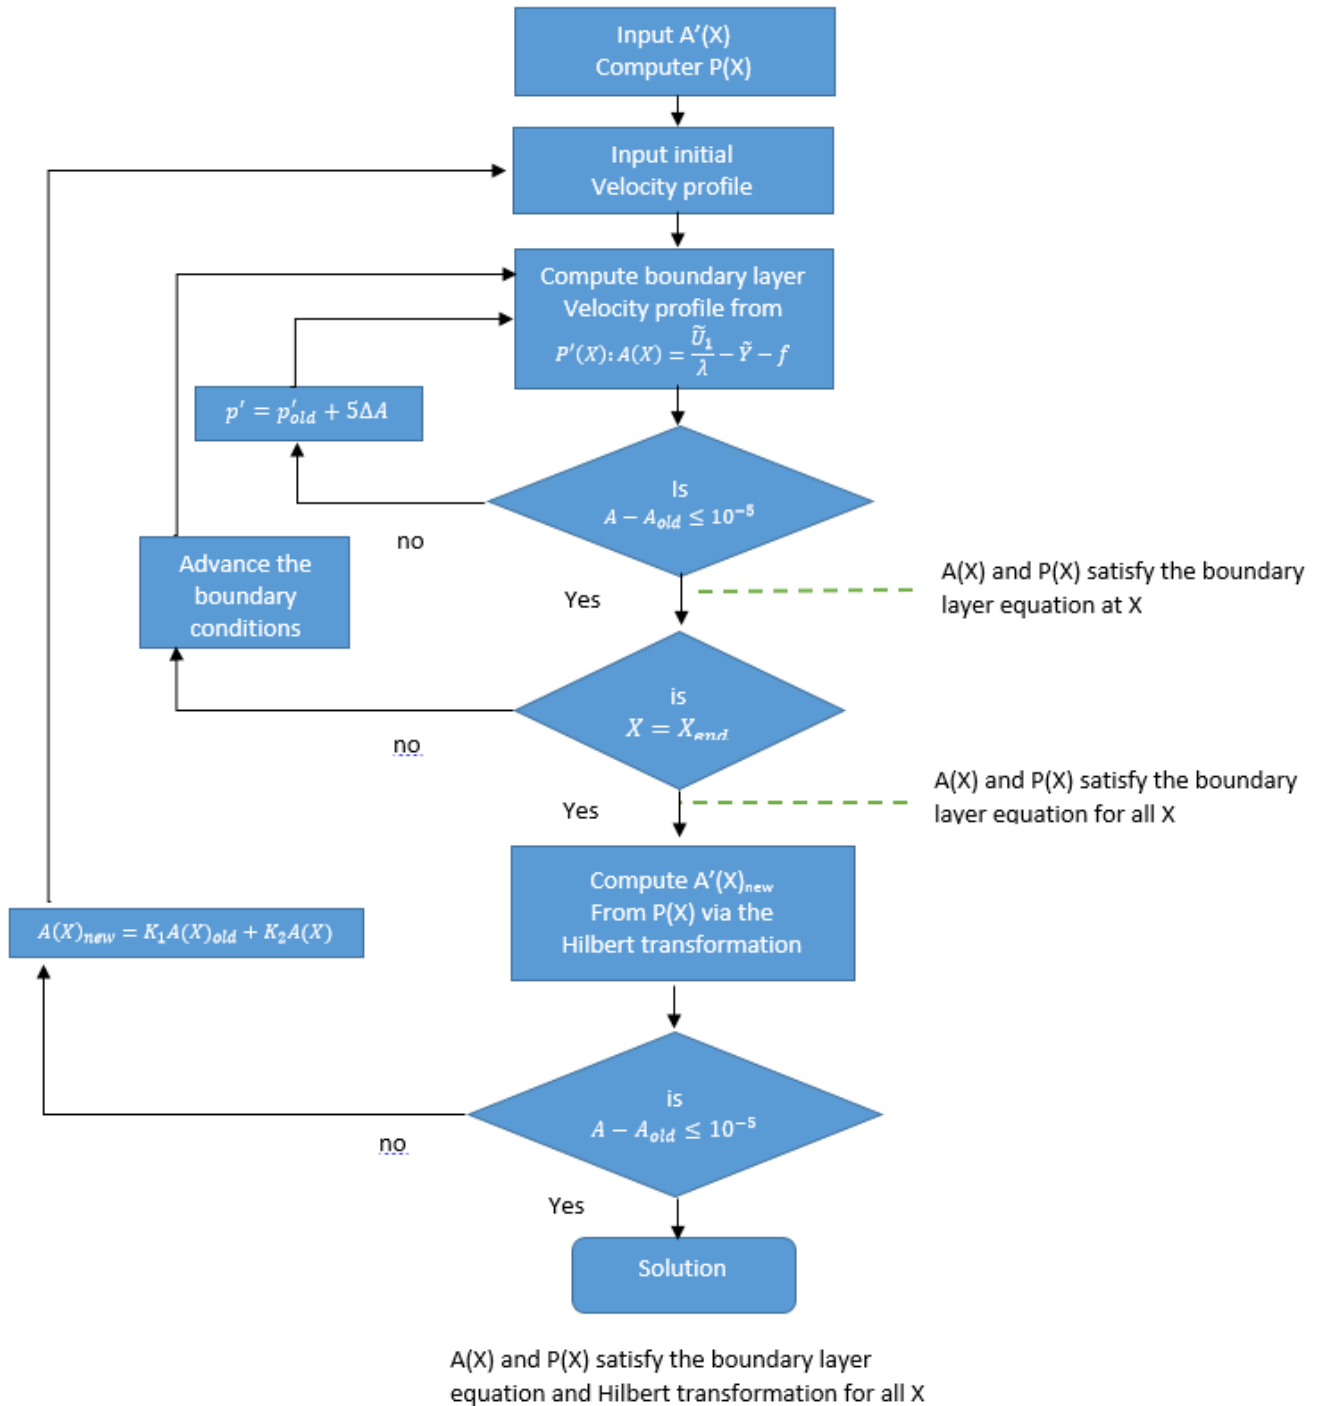 Input A’(X)
Computer P(X)
Input initial
Velocity profile
Compute boundary layer
Velocity profile from
P′(X): A(X) = Ũ₁/λ − Ỹ − f
p′ = p′old + 5ΔA
Is
A − Aold ≤ 10⁻⁵
no
Advance the
boundary
conditions
Yes
A(X) and P(X) satisfy the boundary
layer equation at X
is
X = Xend
no
Yes
A(X) and P(X) satisfy the boundary
layer equation for all X
Compute A’(X)new
From P(X) via the
Hilbert transformation
A(X)new = K₁A(X)old + K₂A(X)
is
A − Aold ≤ 10⁻⁵
no
Yes
Solution
A(X) and P(X) satisfy the boundary layer
equation and Hilbert transformation for all X